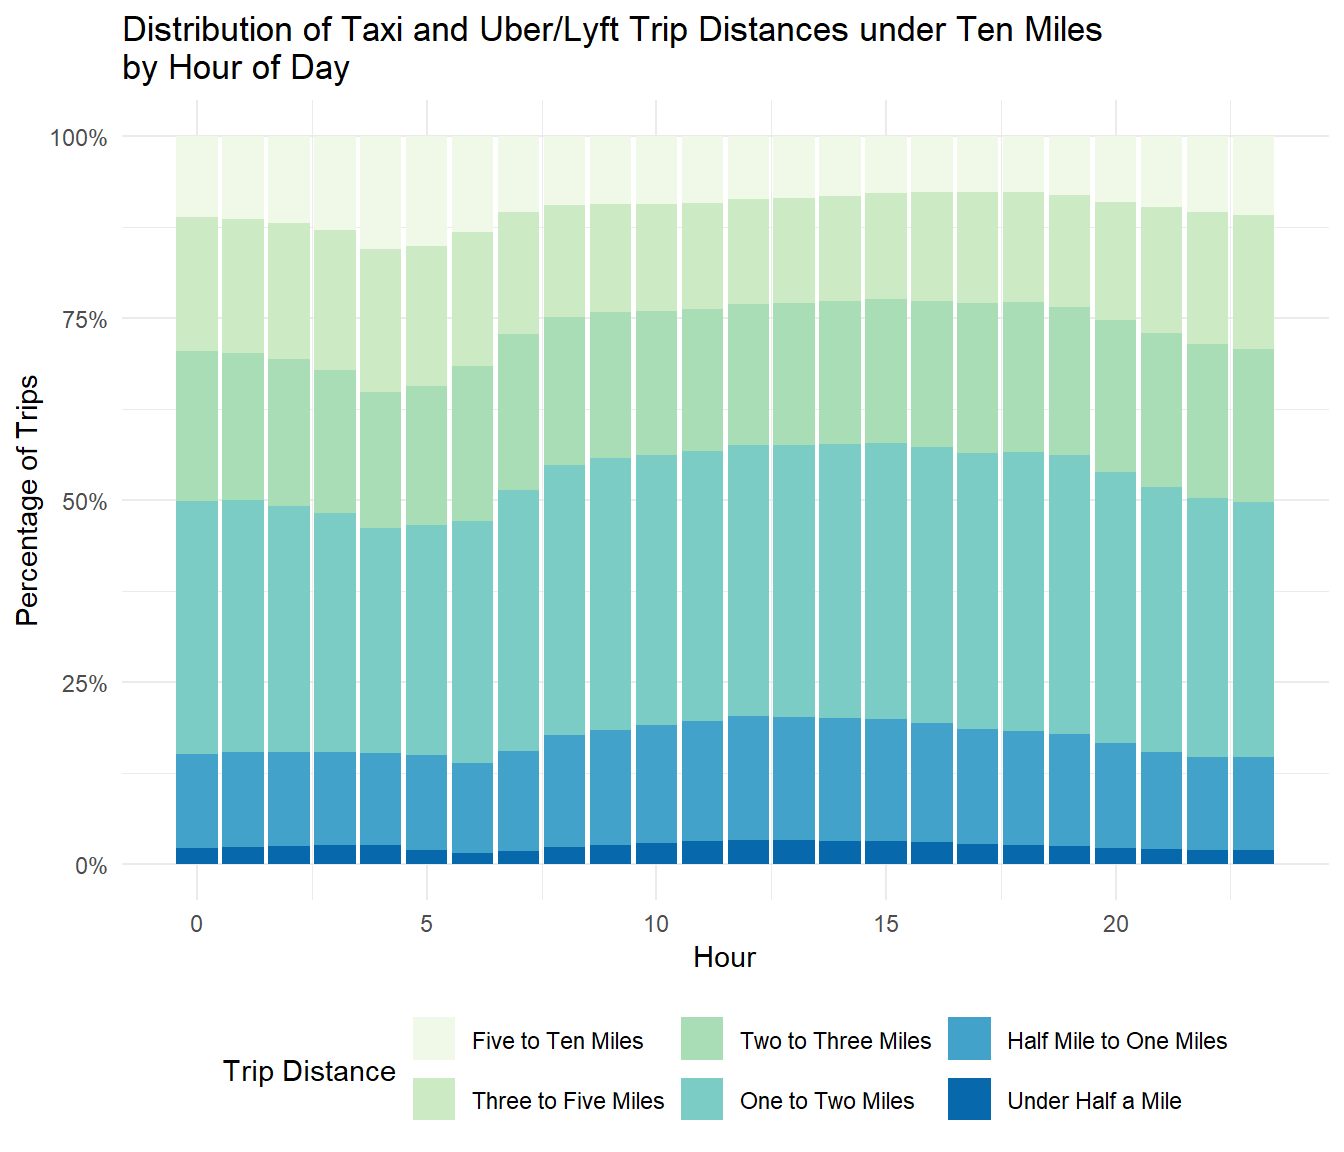 Distribution of Taxi and Uber/Lyft Trip Distances under Ten Miles
by Hour of Day
Percentage of Trips
100%
75%
50%
25%
0%
0 5 10 15 20
Hour
Trip Distance
Five to Ten Miles Two to Three Miles Half Mile to One Miles
Three to Five Miles One to Two Miles Under Half a Mile